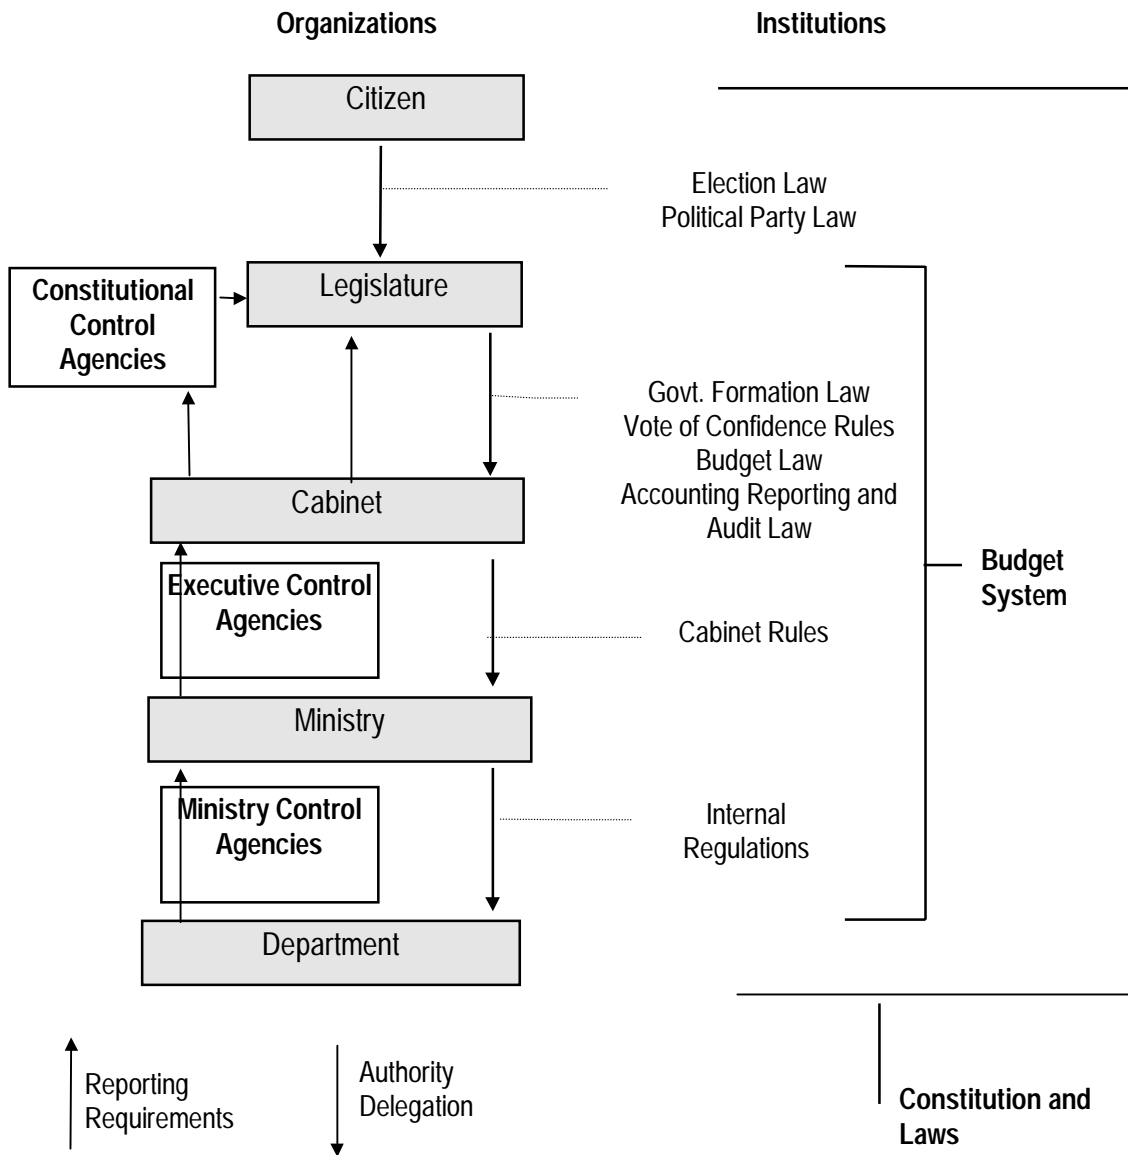 Organizations
Institutions
Citizen
Election Law
Political Party Law
Constitutional
Control
Agencies
Legislature
Govt. Formation Law
Vote of Confidence Rules
Budget Law
Accounting Reporting and
Audit Law
Cabinet
Budget
System
Executive Control
Agencies
Cabinet Rules
Ministry
Ministry Control
Agencies
Internal
Regulations
Department
Reporting
Requirements
Authority
Delegation
Constitution and
Laws